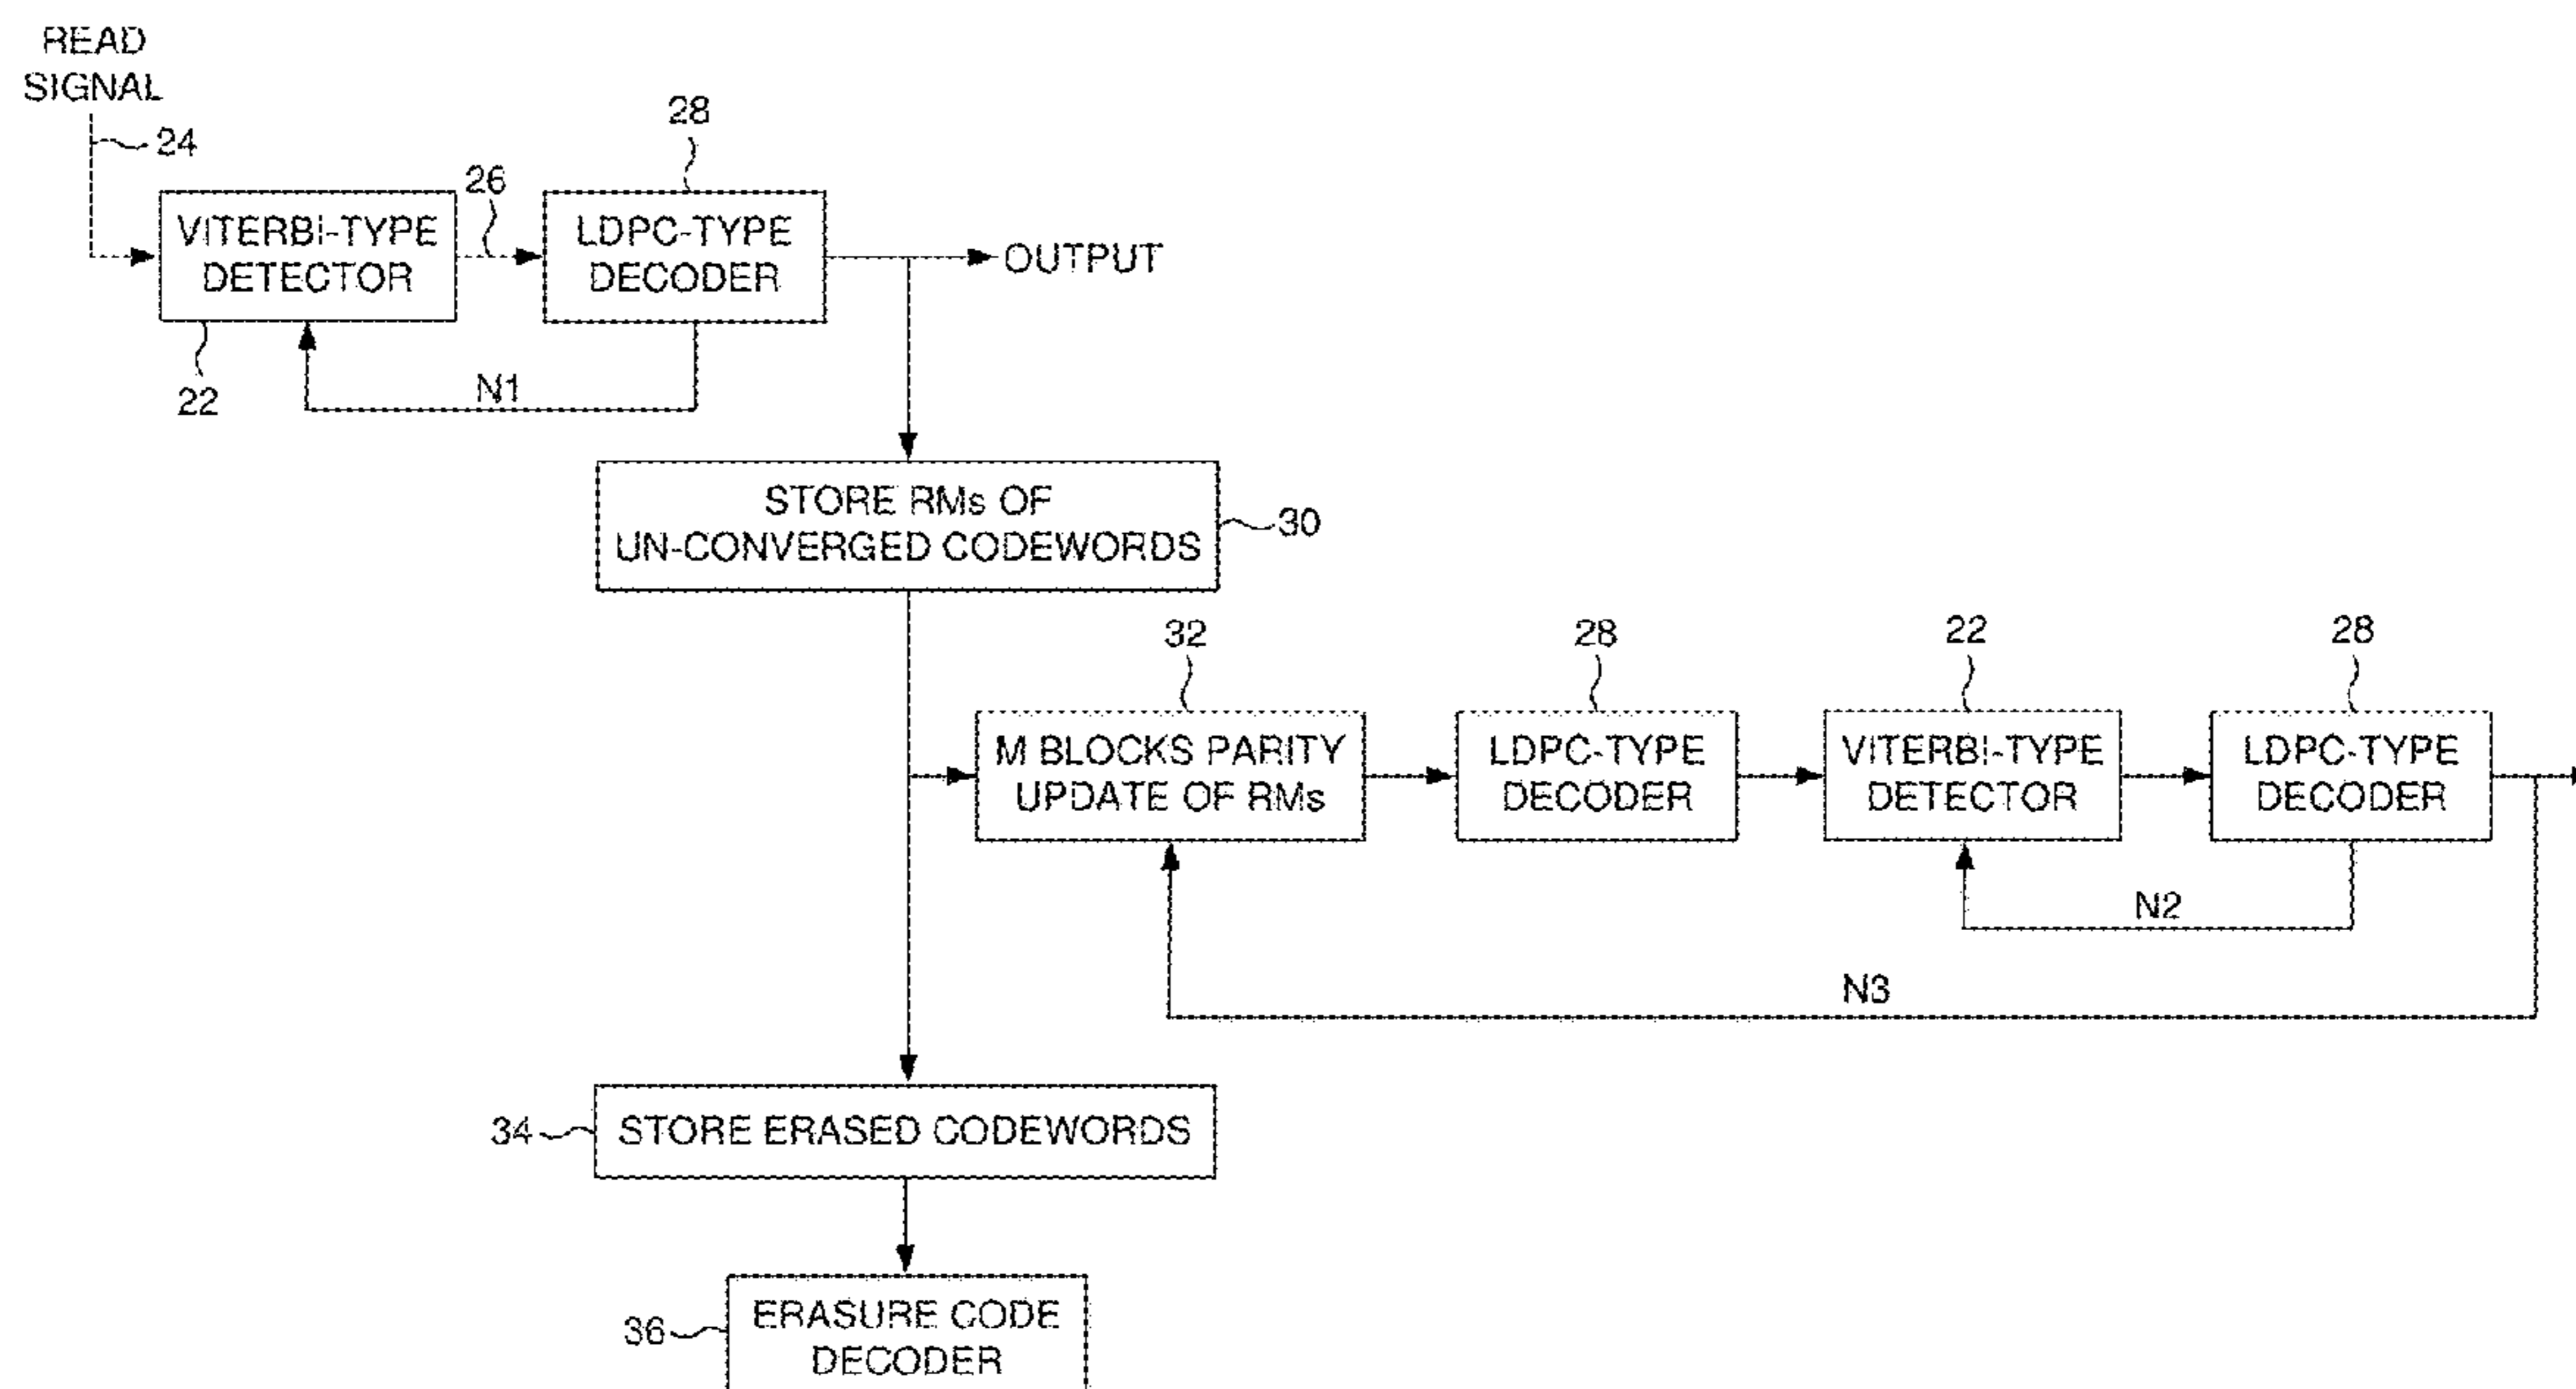 READ
SIGNAL
24
28
26
VITERBI-TYPE
DETECTOR
LDPC-TYPE
DECODER
OUTPUT
22
N1
STORE RMs OF
UN-CONVERGED CODEWORDS
30
32
28
22
28
M BLOCKS PARITY
UPDATE OF RMs
LDPC-TYPE
DECODER
VITERBI-TYPE
DETECTOR
LDPC-TYPE
DECODER
N2
N3
34
STORE ERASED CODEWORDS
36
ERASURE CODE
DECODER